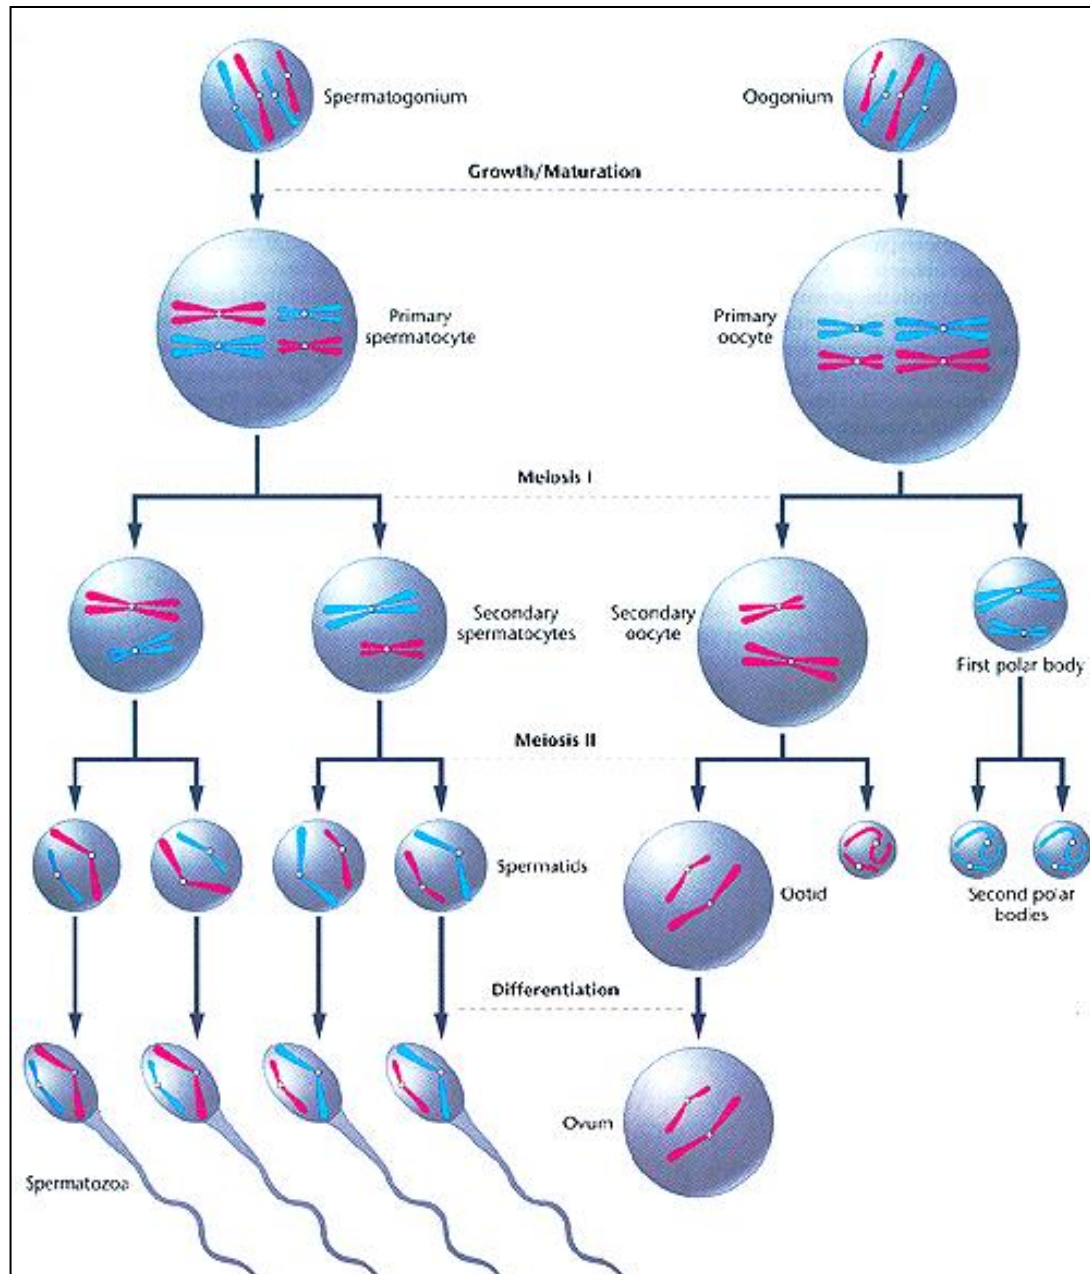 Spermatogonium
Oogonium
Growth/Maturation
Primary
spermatocyte
Primary
oocyte
Meiosis I
Secondary
spermatocytes
Secondary
oocyte
First polar body
Meiosis II
Spermatids
Ootid
Second polar
bodies
Differentiation
Ovum
Spermatozoa